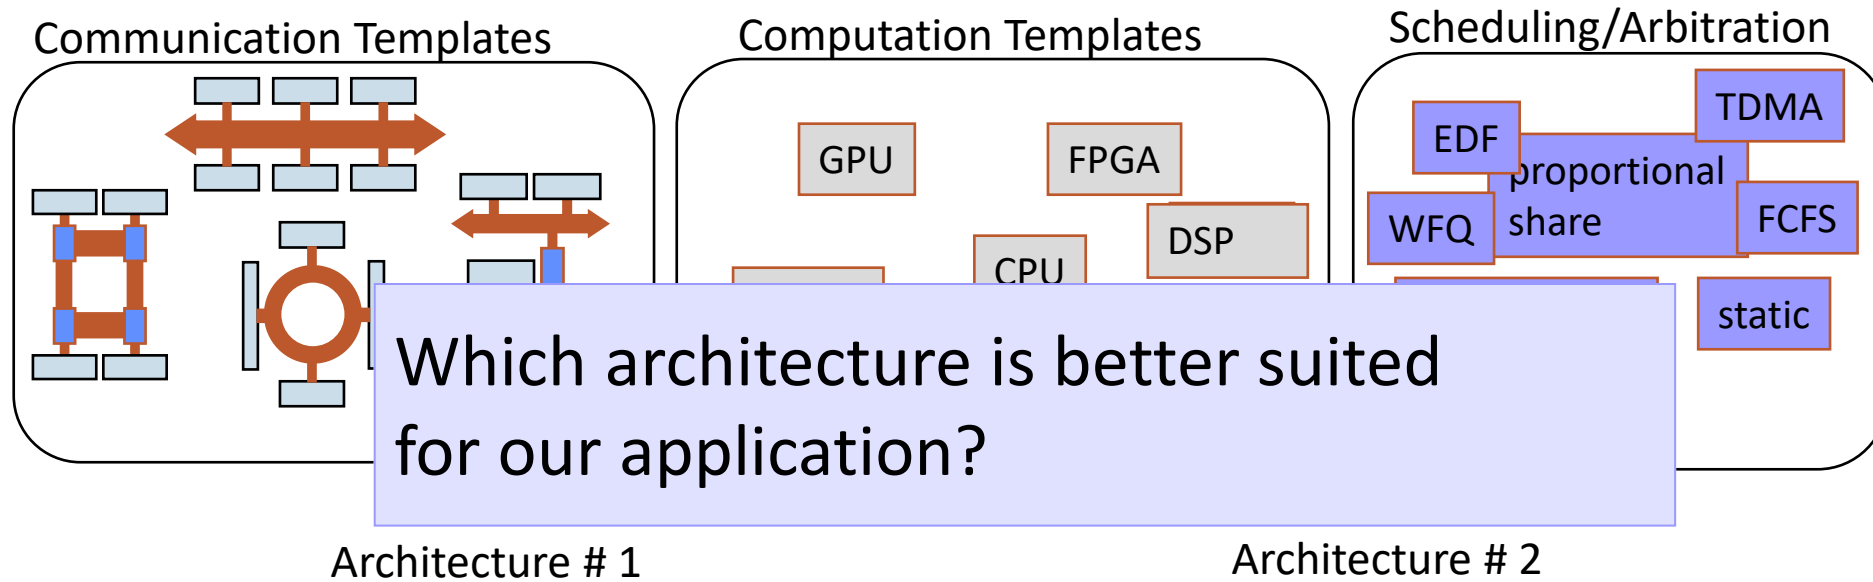 Communication Templates
Computation Templates
Scheduling/Arbitration
GPU
FPGA
DSP
CPU
EDF
TDMA
proportional
share
WFQ
FCFS
static
Which architecture is better suited
for our application?
Architecture # 1
Architecture # 2